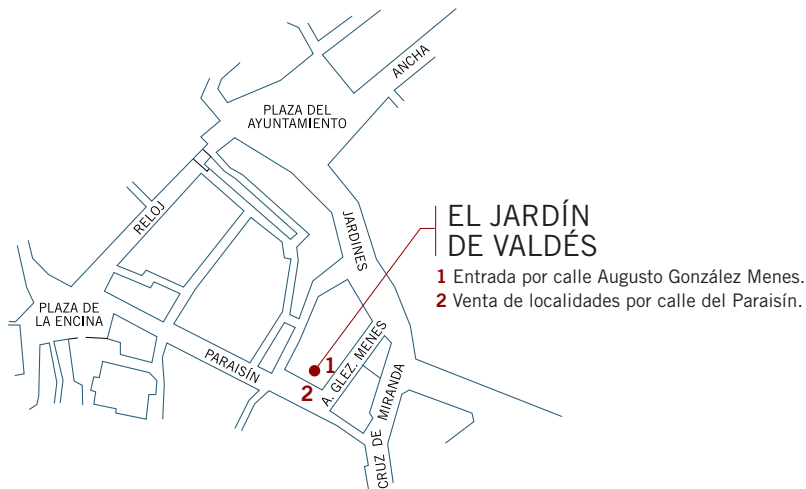 ANCHA
PLAZA DEL
AYUNTAMIENTO
RELOJ
JARDINES
EL JARDÍN
DE VALDÉS
1 Entrada por calle Augusto González Menes.
2 Venta de localidades por calle del Paraisín.
PLAZA DE
LA ENCINA
PARAISÍN
1
2
A. GLEZ. MENES
CRUZ DE MIRANDA